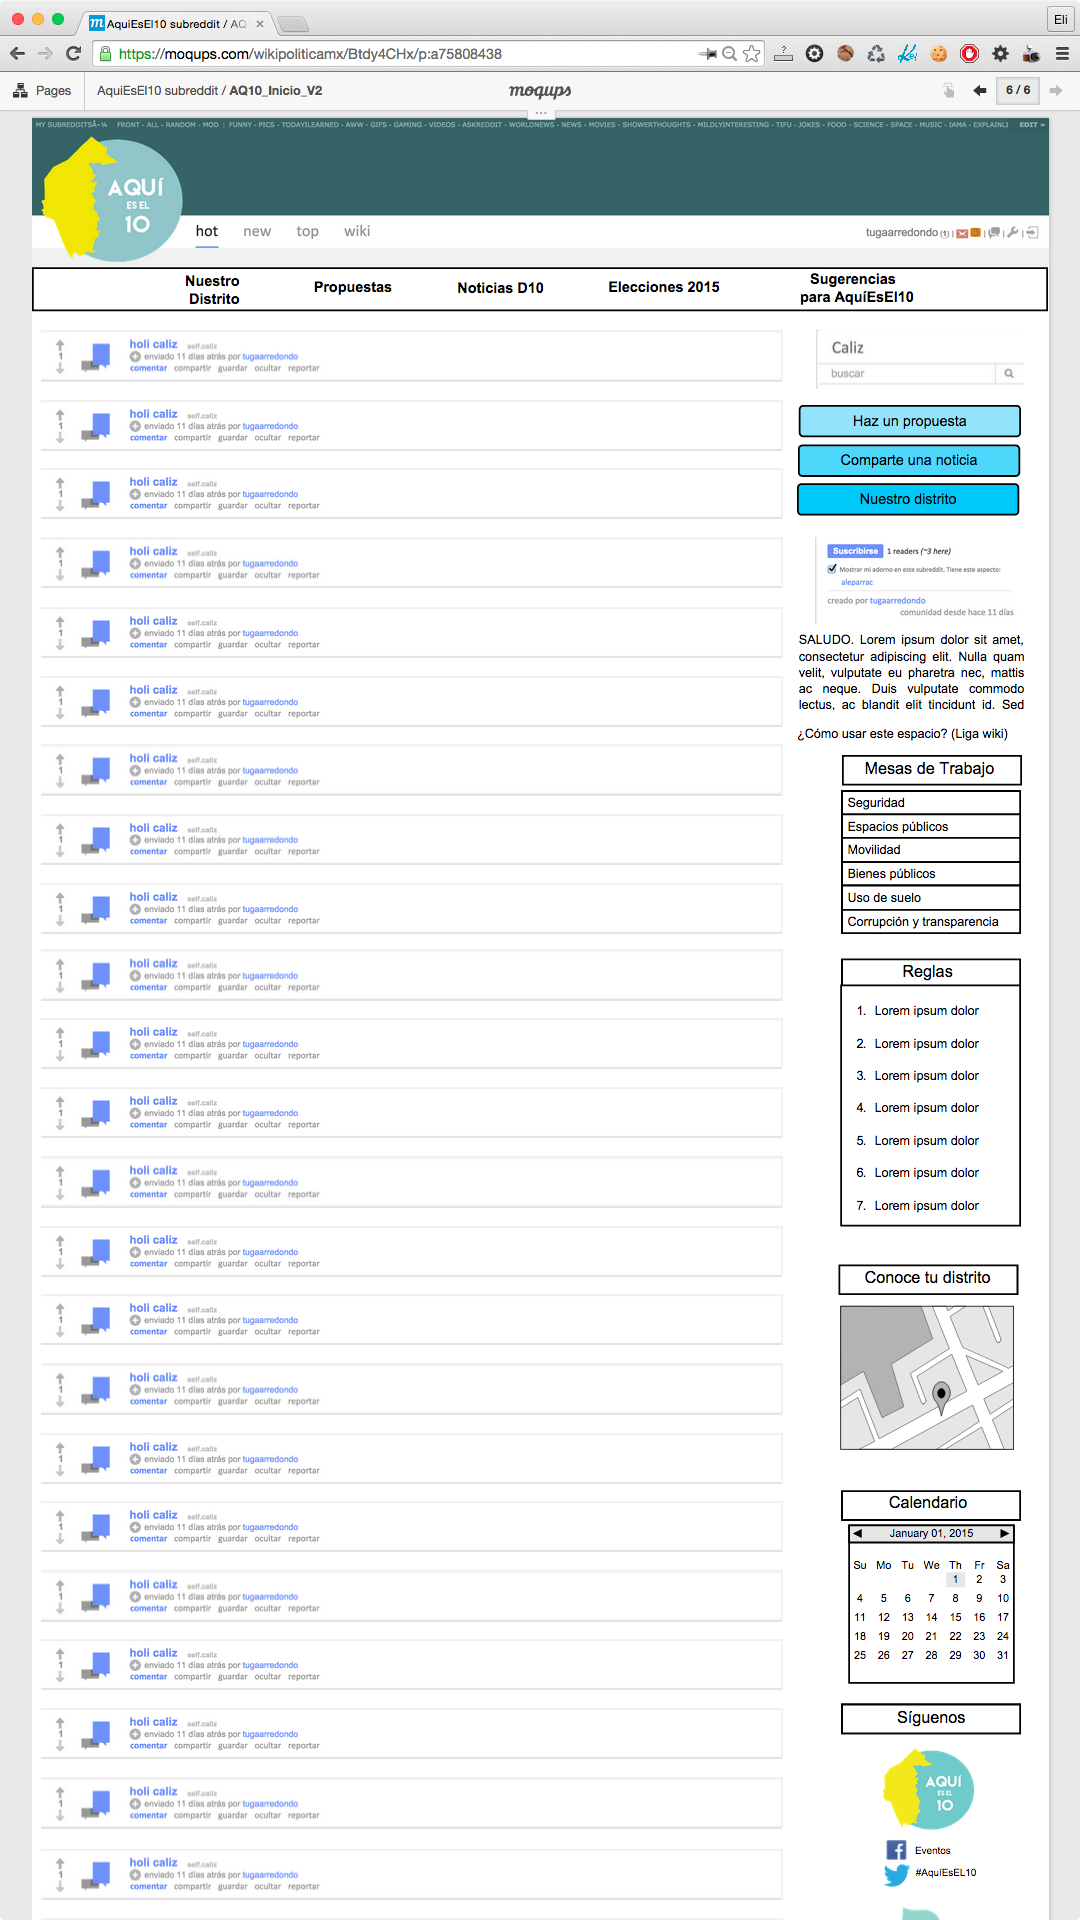 AquiEsEl10 subreddit / AQ
Eli
https://moqups.com/wikipoliticamx/Btdy4CHx/p:a75808438
Pages
AquiEsEl10 subreddit / AQ10_Inicio_V2
moqups
6 / 6
MY SUBREDDITSÂ-¼ FRONT - ALL - RANDOM - MOD | FUNNY - PICS - TODAYILEARNED - AWW - GIFS - GAMING - VIDEOS - ASKREDDIT - WORLDNEWS - NEWS - MOVIES - SHOWERTHOUGHTS - MILDLYINTERESTING - TIFU - JOKES - FOOD - SCIENCE - SPACE - MUSIC - IAMA - EXPLAINLI EDIT »
AQUÍ
ES EL
10
hot new top wiki
tugaarredondo (1)
Nuestro
Distrito
Propuestas
Noticias D10
Elecciones 2015
Sugerencias
para AquíEsEl10
1
holi caliz self.caliz
enviado 11 días atrás por tugaarredondo
comentar compartir guardar ocultar reportar
1
holi caliz self.caliz
enviado 11 días atrás por tugaarredondo
comentar compartir guardar ocultar reportar
1
holi caliz self.caliz
enviado 11 días atrás por tugaarredondo
comentar compartir guardar ocultar reportar
1
holi caliz self.caliz
enviado 11 días atrás por tugaarredondo
comentar compartir guardar ocultar reportar
1
holi caliz self.caliz
enviado 11 días atrás por tugaarredondo
comentar compartir guardar ocultar reportar
1
holi caliz self.caliz
enviado 11 días atrás por tugaarredondo
comentar compartir guardar ocultar reportar
1
holi caliz self.caliz
enviado 11 días atrás por tugaarredondo
comentar compartir guardar ocultar reportar
1
holi caliz self.caliz
enviado 11 días atrás por tugaarredondo
comentar compartir guardar ocultar reportar
1
holi caliz self.caliz
enviado 11 días atrás por tugaarredondo
comentar compartir guardar ocultar reportar
1
holi caliz self.caliz
enviado 11 días atrás por tugaarredondo
comentar compartir guardar ocultar reportar
1
holi caliz self.caliz
enviado 11 días atrás por tugaarredondo
comentar compartir guardar ocultar reportar
1
holi caliz self.caliz
enviado 11 días atrás por tugaarredondo
comentar compartir guardar ocultar reportar
1
holi caliz self.caliz
enviado 11 días atrás por tugaarredondo
comentar compartir guardar ocultar reportar
1
holi caliz self.caliz
enviado 11 días atrás por tugaarredondo
comentar compartir guardar ocultar reportar
1
holi caliz self.caliz
enviado 11 días atrás por tugaarredondo
comentar compartir guardar ocultar reportar
1
holi caliz self.caliz
enviado 11 días atrás por tugaarredondo
comentar compartir guardar ocultar reportar
1
holi caliz self.caliz
enviado 11 días atrás por tugaarredondo
comentar compartir guardar ocultar reportar
1
holi caliz self.caliz
enviado 11 días atrás por tugaarredondo
comentar compartir guardar ocultar reportar
1
holi caliz self.caliz
enviado 11 días atrás por tugaarredondo
comentar compartir guardar ocultar reportar
1
holi caliz self.caliz
enviado 11 días atrás por tugaarredondo
comentar compartir guardar ocultar reportar
1
holi caliz self.caliz
enviado 11 días atrás por tugaarredondo
comentar compartir guardar ocultar reportar
1
holi caliz self.caliz
enviado 11 días atrás por tugaarredondo
comentar compartir guardar ocultar reportar
1
holi caliz self.caliz
enviado 11 días atrás por tugaarredondo
comentar compartir guardar ocultar reportar
Caliz
buscar
Haz un propuesta
Comparte una noticia
Nuestro distrito
Suscribirse 1 readers (~3 here)
Mostrar mi adorno en este subreddit. Tiene este aspecto:
aleparrac
creado por tugaarredondo
comunidad desde hace 11 días
SALUDO. Lorem ipsum dolor sit amet,
consectetur adipiscing elit. Nulla quam
velit, vulputate eu pharetra nec, mattis
ac neque. Duis vulputate commodo
lectus, ac blandit elit tincidunt id. Sed
¿Cómo usar este espacio? (Liga wiki)
Mesas de Trabajo
Seguridad
Espacios públicos
Movilidad
Bienes públicos
Uso de suelo
Corrupción y transparencia
Reglas
1. Lorem ipsum dolor
2. Lorem ipsum dolor
3. Lorem ipsum dolor
4. Lorem ipsum dolor
5. Lorem ipsum dolor
6. Lorem ipsum dolor
7. Lorem ipsum dolor
Conoce tu distrito
Calendario
January 01, 2015
Su Mo Tu We Th Fr Sa
1 2 3
4 5 6 7 8 9 10
11 12 13 14 15 16 17
18 19 20 21 22 23 24
25 26 27 28 29 30 31
Síguenos
AQUÍ
ES EL
10
Eventos
#AquíEsEL10